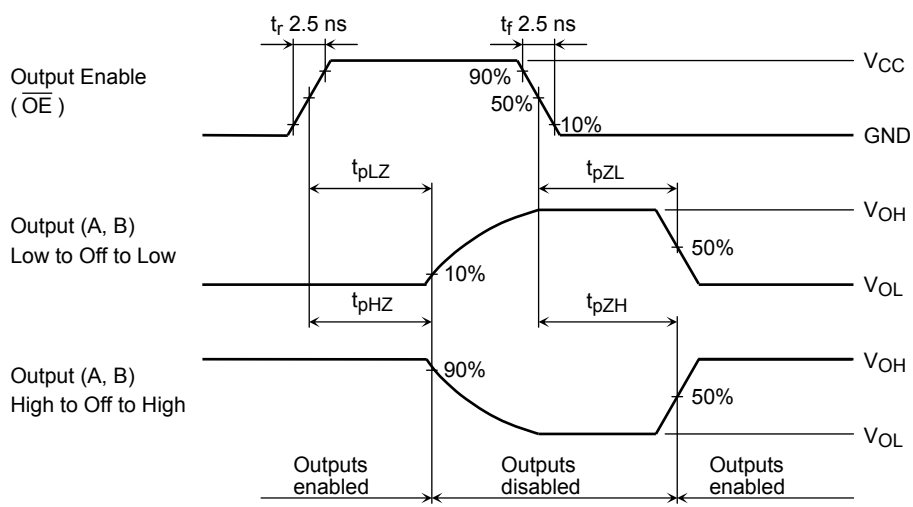 tr 2.5 ns
tf 2.5 ns
Output Enable
( OE )
90%
50%
10%
VCC
GND
tpLZ
tpZL
Output (A, B)
Low to Off to Low
10%
50%
VOH
VOL
tpHZ
tpZH
Output (A, B)
High to Off to High
90%
50%
VOH
VOL
Outputs
enabled
Outputs
disabled
Outputs
enabled